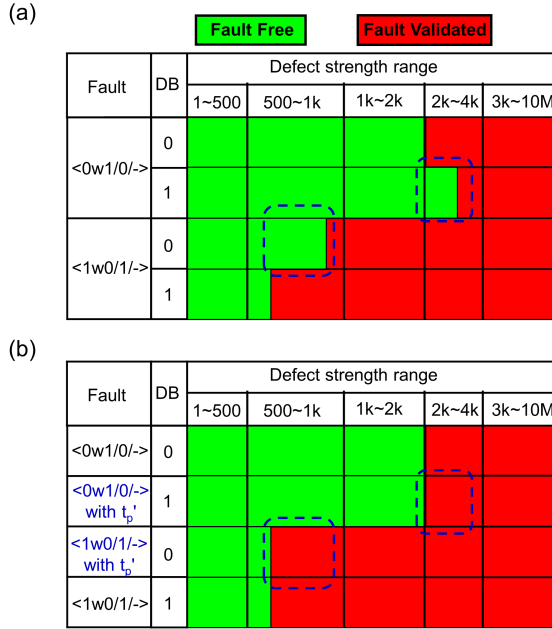 (a)
Fault Free
Fault Validated
Fault
DB
Defect strength range
1~500
500~1k
1k~2k
2k~4k
3k~10M
<0w1/0/->
0
1
<1w0/1/->
0
1
(b)
Fault
DB
Defect strength range
1~500
500~1k
1k~2k
2k~4k
3k~10M
<0w1/0/->
0
<0w1/0/->
with tp'
1
<1w0/1/->
with tp'
0
<1w0/1/->
1